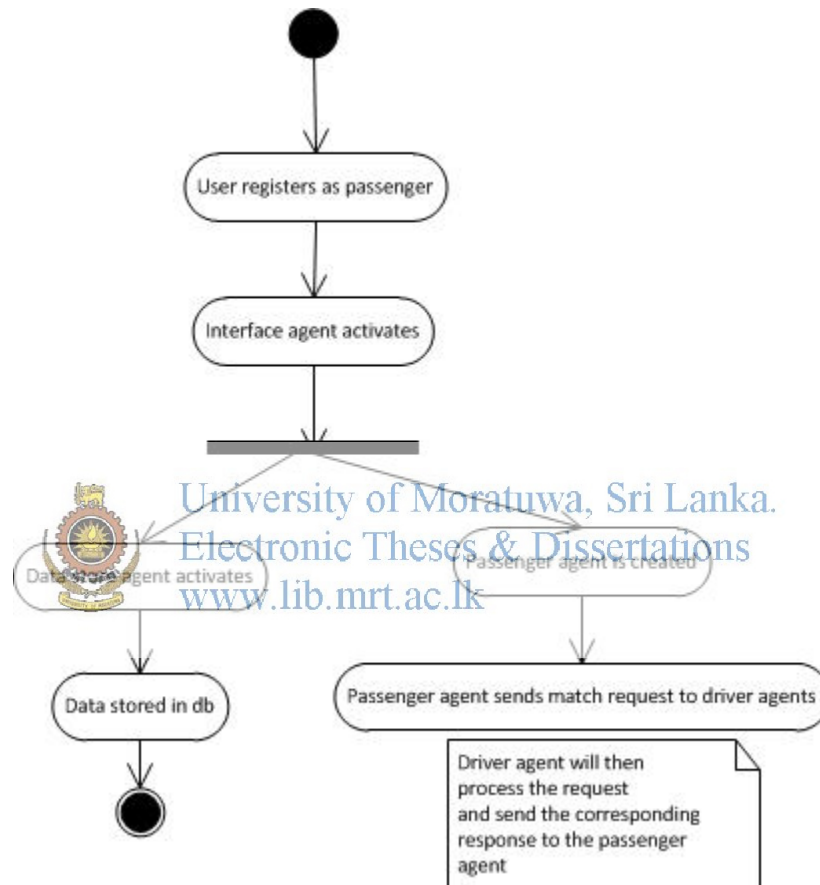 User registers as passenger
Interface agent activates
University of Moratuwa, Sri Lanka.
Electronic Theses & Dissertations
www.lib.mrt.ac.lk
Data store agent activates
Passenger agent is created
Data stored in db
Passenger agent sends match request to driver agents
Driver agent will then
process the request
and send the corresponding
response to the passenger
agent